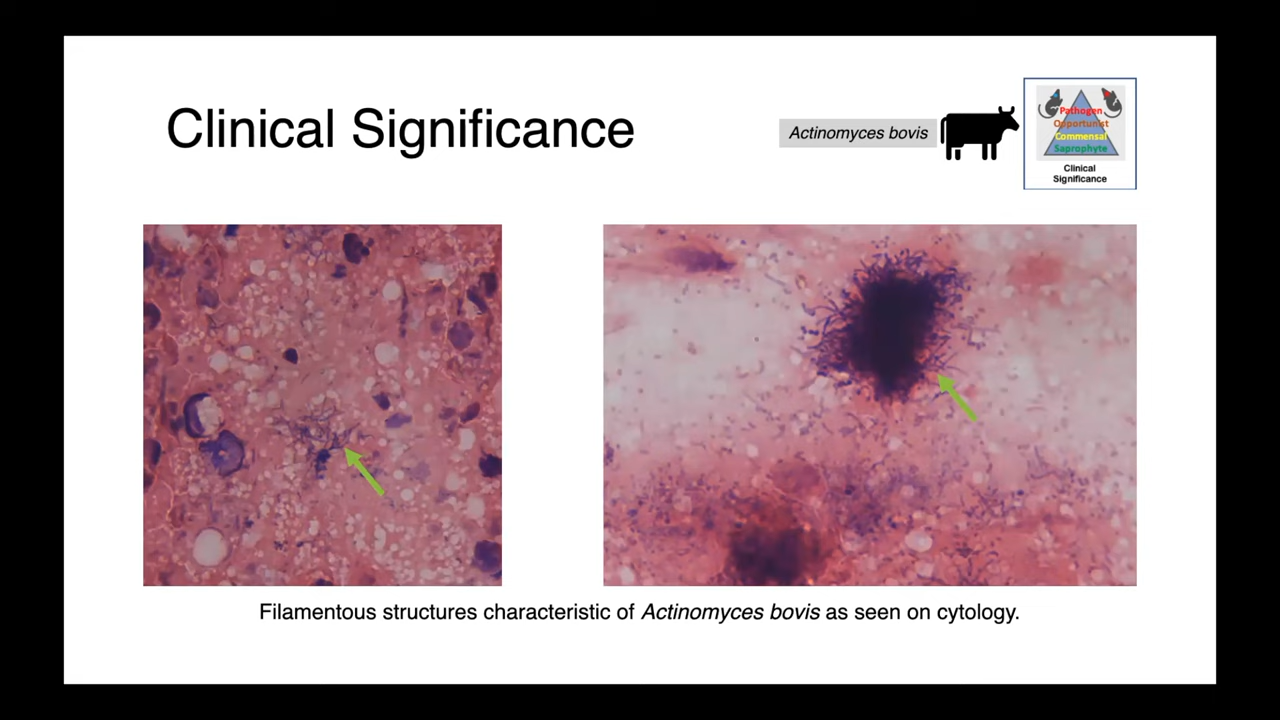 Clinical Significance
Actinomyces bovis
Pathogen
Opportunist
Commensal
Saprophyte
Clinical
Significance
Filamentous structures characteristic of Actinomyces bovis as seen on cytology.